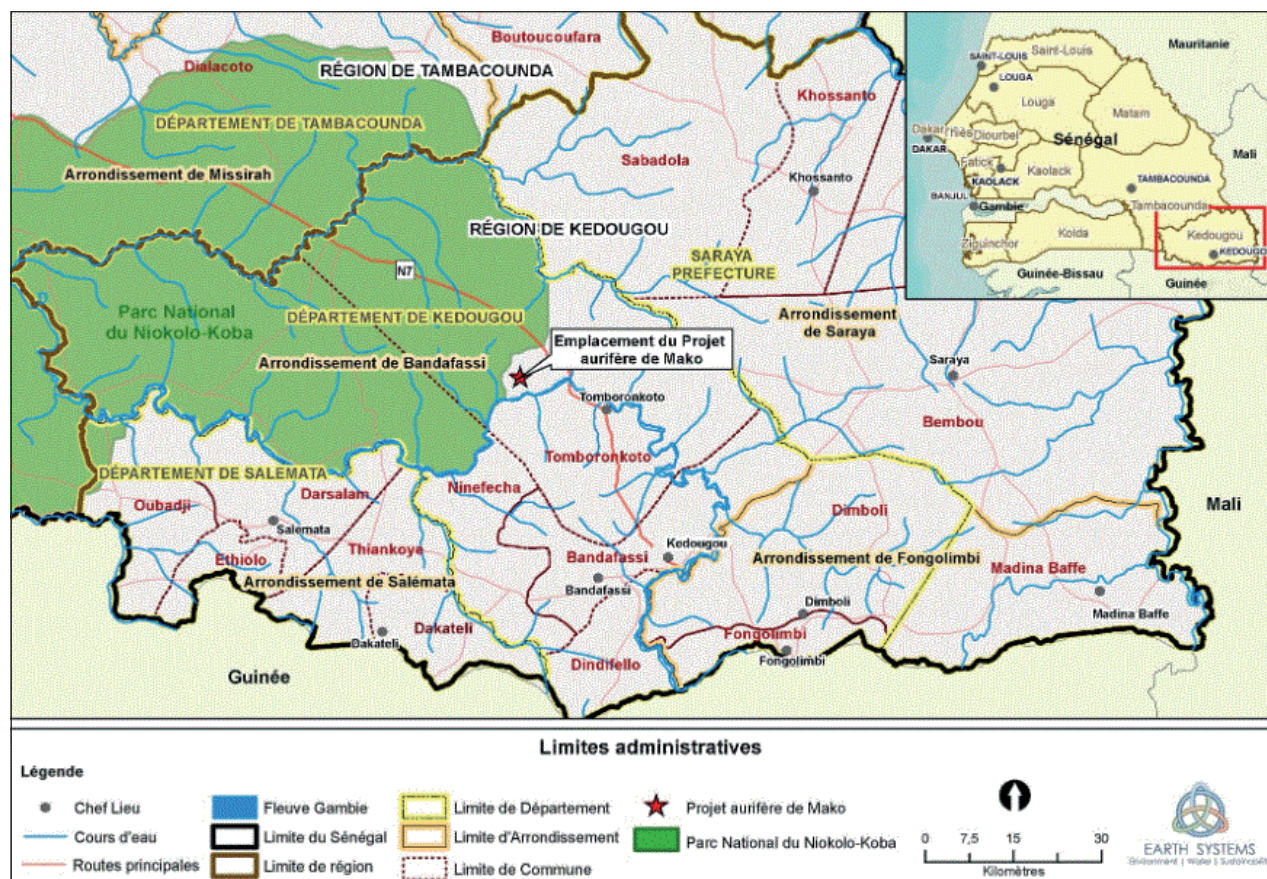 Boutoucoufara
Dialacoto
RÉGION DE TAMBACOUNDA
Khossanto
DÉPARTEMENT DE TAMBACOUNDA
Sabadola
Arrondissement de Missirah
Khossanto
RÉGION DE KEDOUGOU
SARAYA
PREFECTURE
N7
Parc National
du Niokolo-Koba
DÉPARTEMENT DE KEDOUGOU
Arrondissement
de Saraya
Emplacement du Projet
aurifère de Mako
Arrondissement de Bandafassi
Saraya
Tomboronkoto
Bembou
Tomboronkoto
DÉPARTEMENT DE SALEMATA
Ninefecha
Darsalam
Oubadji
Dimboli
Mali
Salemata
Thiankoye
Ethiolo
Bandafassi
Kedougou
Arrondissement de Fongolimbi
Madina Baffe
Arrondissement de Salémata
Bandafassi
Dimboli
Madina Baffe
Dakateli
Dakateli
Fongolimbi
Fongolimbi
Dindifello
Guinée
Mauritanie
Saint-Louis
SAINT-LOUIS
LOUGA
Louga
Matam
Dakar
Thiès
Diourbel
Sénégal
DAKAR
Mali
Fatick
Kaolack
KAOLACK
TAMBACOUNDA
BANJUL
Gambie
Tambacounda
Kolda
Kedougou
Ziguinchor
KEDOUGO
Guinée-Bissau
Guinée
Limites administratives
Légende
Chef Lieu
Fleuve Gambie
Limite de Département
Projet aurifère de Mako
Cours d'eau
Limite du Sénégal
Limite d'Arrondissement
Parc National du Niokolo-Koba
Routes principales
Limite de région
Limite de Commune
0 7,5 15 30
Kilomètres
EARTH SYSTEMS
Environment | Water | Sustainability